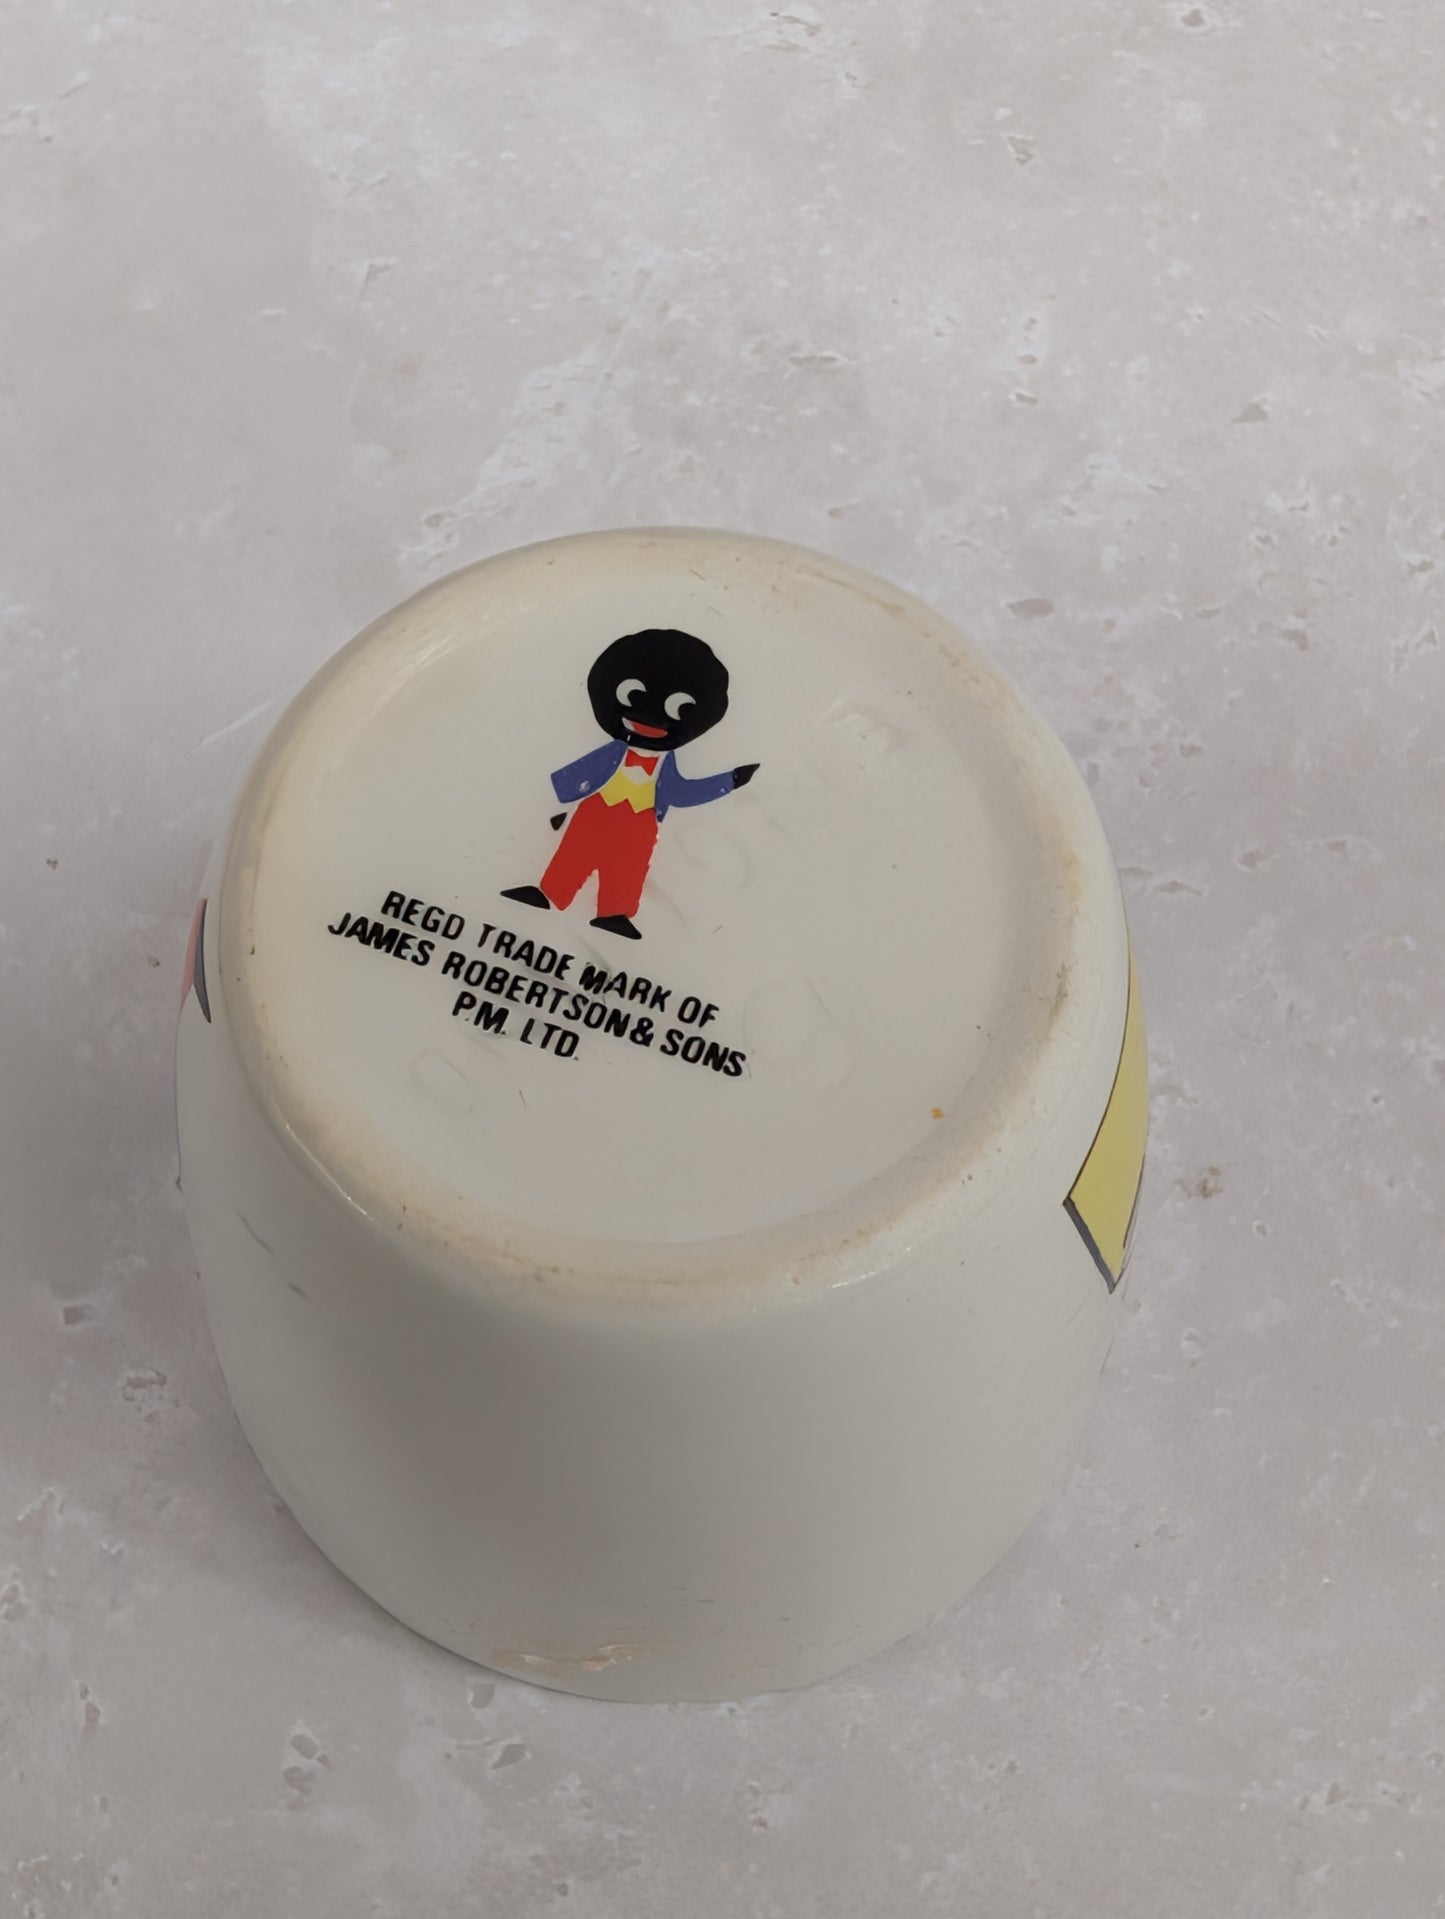 REGD TRADE MARK OF
JAMES ROBERTSON & SONS
P.M. LTD.